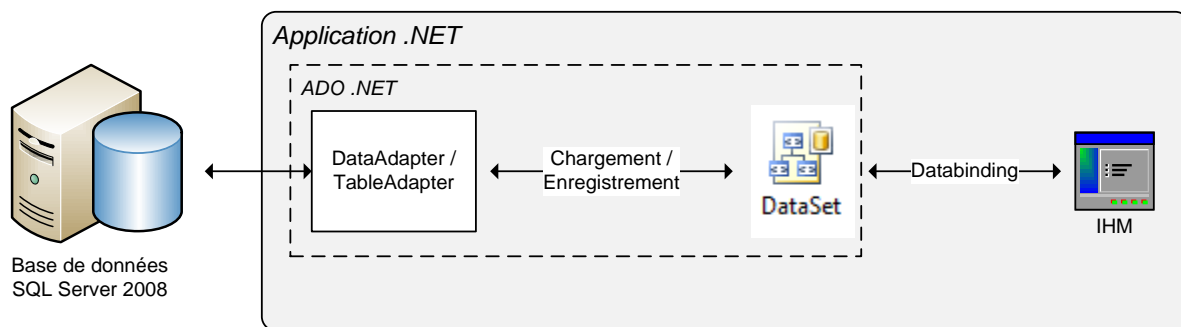 Application .NET
ADO .NET
DataAdapter /
TableAdapter
Chargement /
Enregistrement
DataSet
Databinding
IHM
Base de données
SQL Server 2008